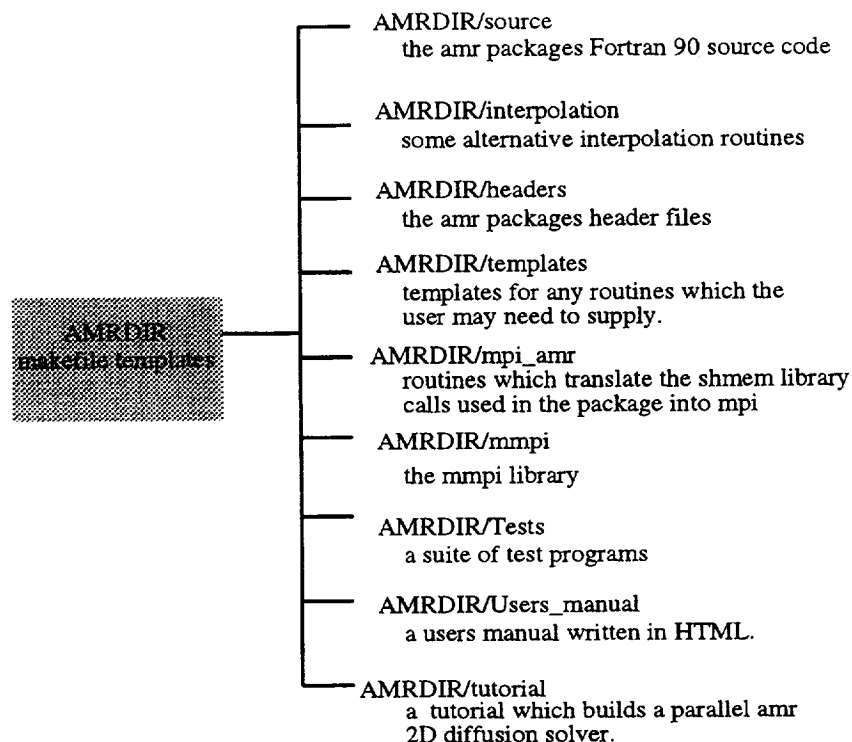 AMRDIR/source
the amr packages Fortran 90 source code
AMRDIR/interpolation
some alternative interpolation routines
AMRDIR/headers
the amr packages header files
AMRDIR/templates
templates for any routines which the
user may need to supply.
AMRDIR
makefile templates
AMRDIR/mpi_amr
routines which translate the shmem library
calls used in the package into mpi
AMRDIR/mmpi
the mmpi library
AMRDIR/Tests
a suite of test programs
AMRDIR/Users_manual
a users manual written in HTML.
AMRDIR/tutorial
a tutorial which builds a parallel amr
2D diffusion solver.